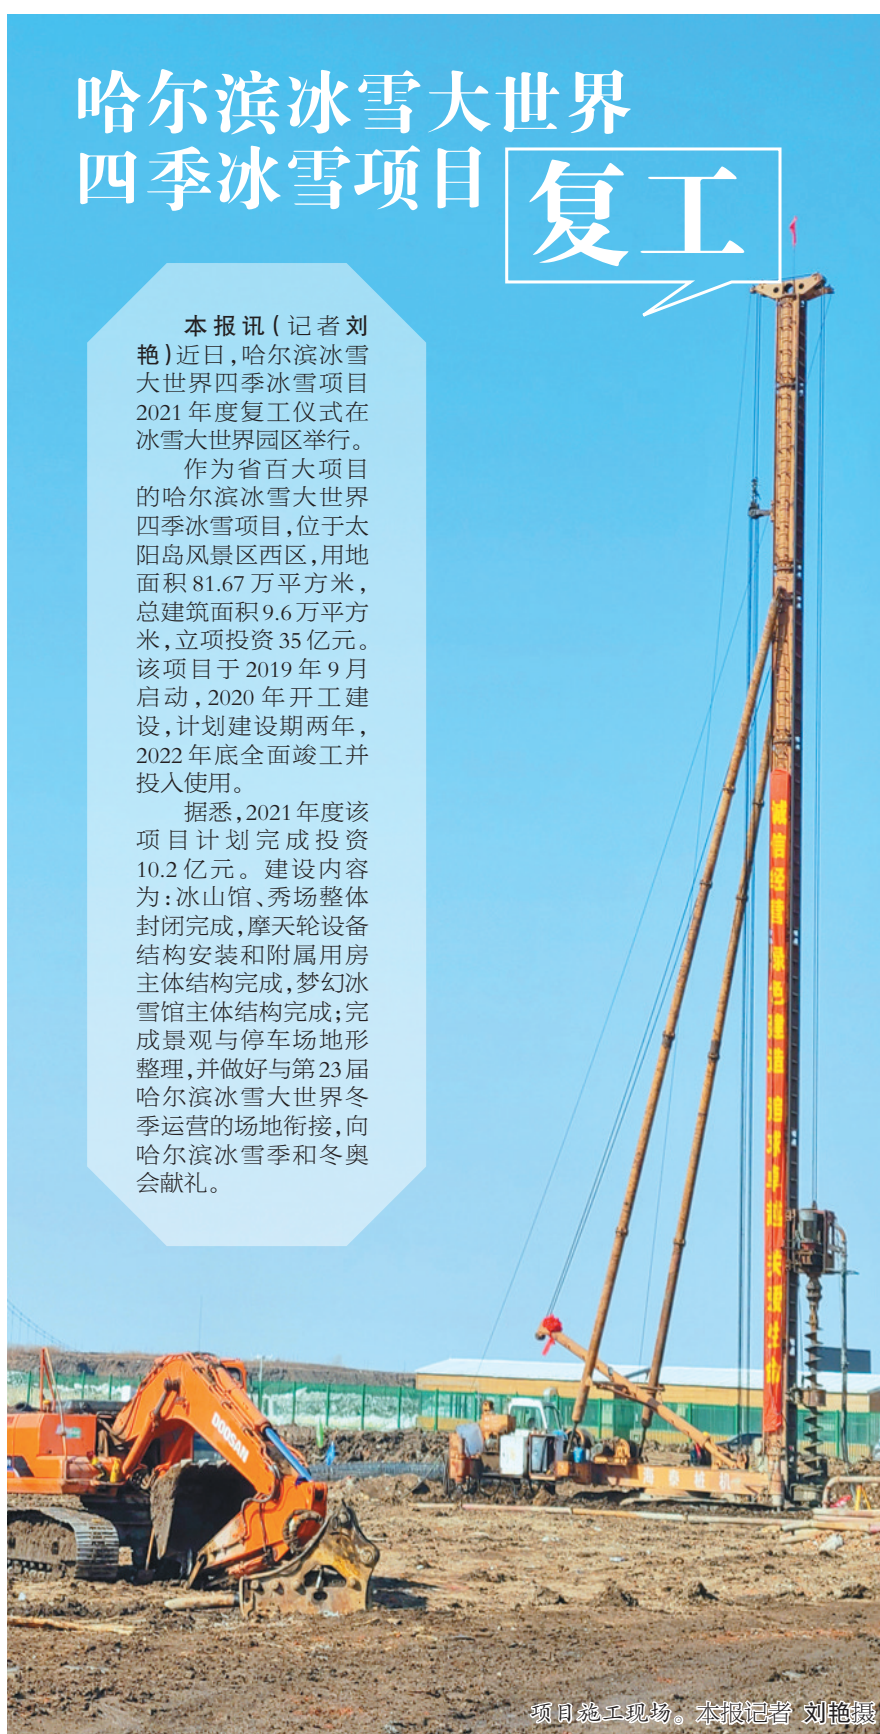 哈尔滨冰雪大世界
四季冰雪项目
复工
本报讯(记者刘
艳)近日,哈尔滨冰雪
大世界四季冰雪项目
2021年度复工仪式在
冰雪大世界园区举行。
作为省百大项目
的哈尔滨冰雪大世界
四季冰雪项目,位于太
阳岛风景区西区,用地
面积81.67万平方米,
总建筑面积9.6万平方
米,立项投资35亿元。
该项目于2019年9月
启动,2020年开工建
设,计划建设期两年,
2022年底全面竣工并
投入使用。
据悉,2021年度该
项目计划完成投资
10.2亿元。建设内容
为:冰山馆、秀场整体
封闭完成,摩天轮设备
结构安装和附属用房
主体结构完成,梦幻冰
雪馆主体结构完成;完
成景观与停车场地形
整理,并做好与第23届
哈尔滨冰雪大世界冬
季运营的场地衔接,向
哈尔滨冰雪季和冬奥
会献礼。
诚信经营 绿色建造 追求卓越 关爱生命
DOOSAN
海泰桩机
项目施工现场。本报记者 刘艳摄